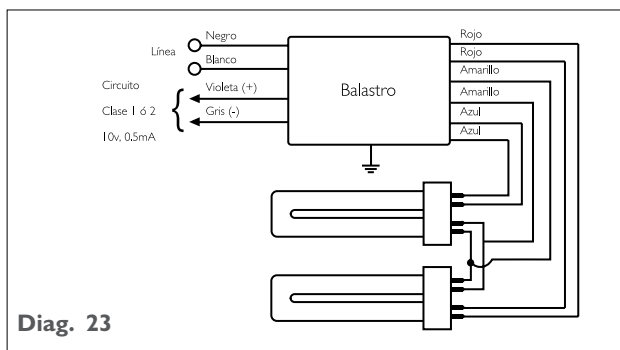 Línea
Negro
Blanco
Circuito
Clase 1 ó 2
10v, 0.5mA
Violeta (+)
Gris (-)
Balastro
Rojo
Rojo
Amarillo
Amarillo
Azul
Azul
Diag. 23